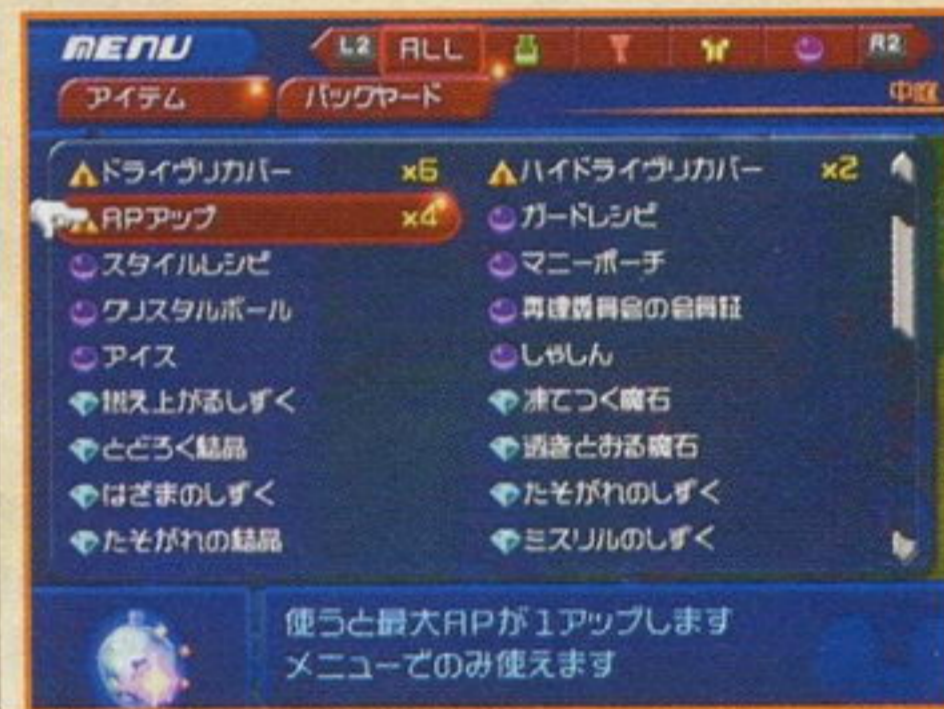 MENU L2 ALL R2
アイテム バックヤード 中庭
ドライヴリカバー x6 ハイドライヴリカバー x2
APアップ x4 ガードレシピ
スタイルレシピ マニーポーチ
クリスタルボール 再建委員会の会員証
アイス しゃしん
燃え上がるしずく 凍てつく魔石
とどろく結晶 透きとおる魔石
はざまのしずく たそがれのしずく
たそがれの結晶 ミスリルのしずく
使うと最大APが1アップします
メニューでのみ使えます